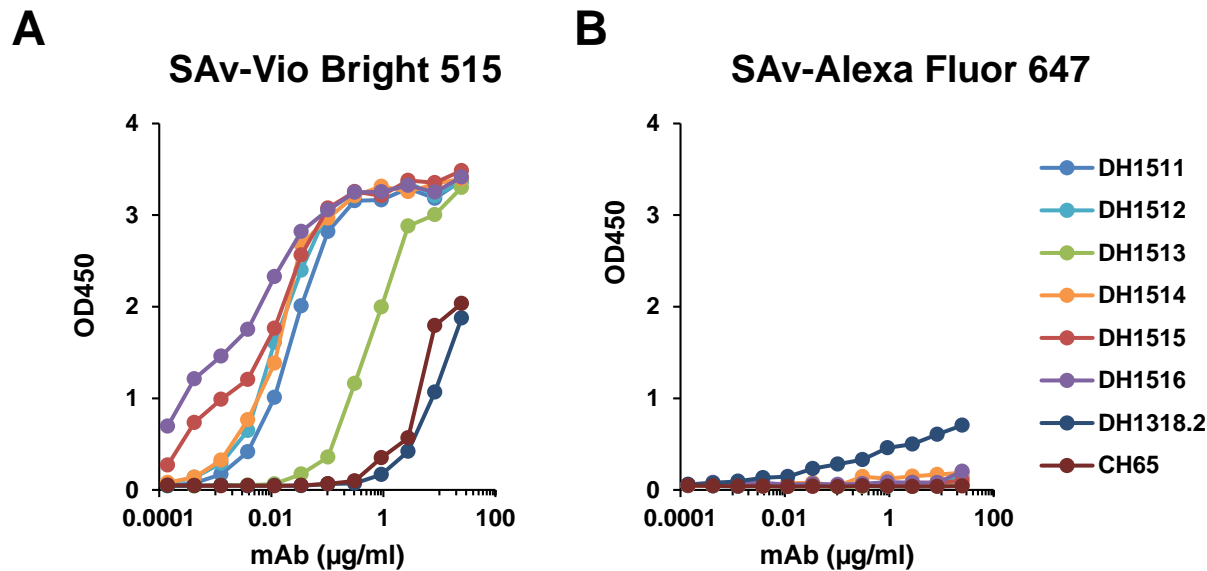 A
SAv-Vio Bright 515
4
3
2
1
0
OD450
0.0001
0.01
1
100
mAb (µg/ml)
B
SAv-Alexa Fluor 647
4
3
2
1
0
OD450
0.0001
0.01
1
100
mAb (µg/ml)
DH1511
DH1512
DH1513
DH1514
DH1515
DH1516
DH1318.2
CH65